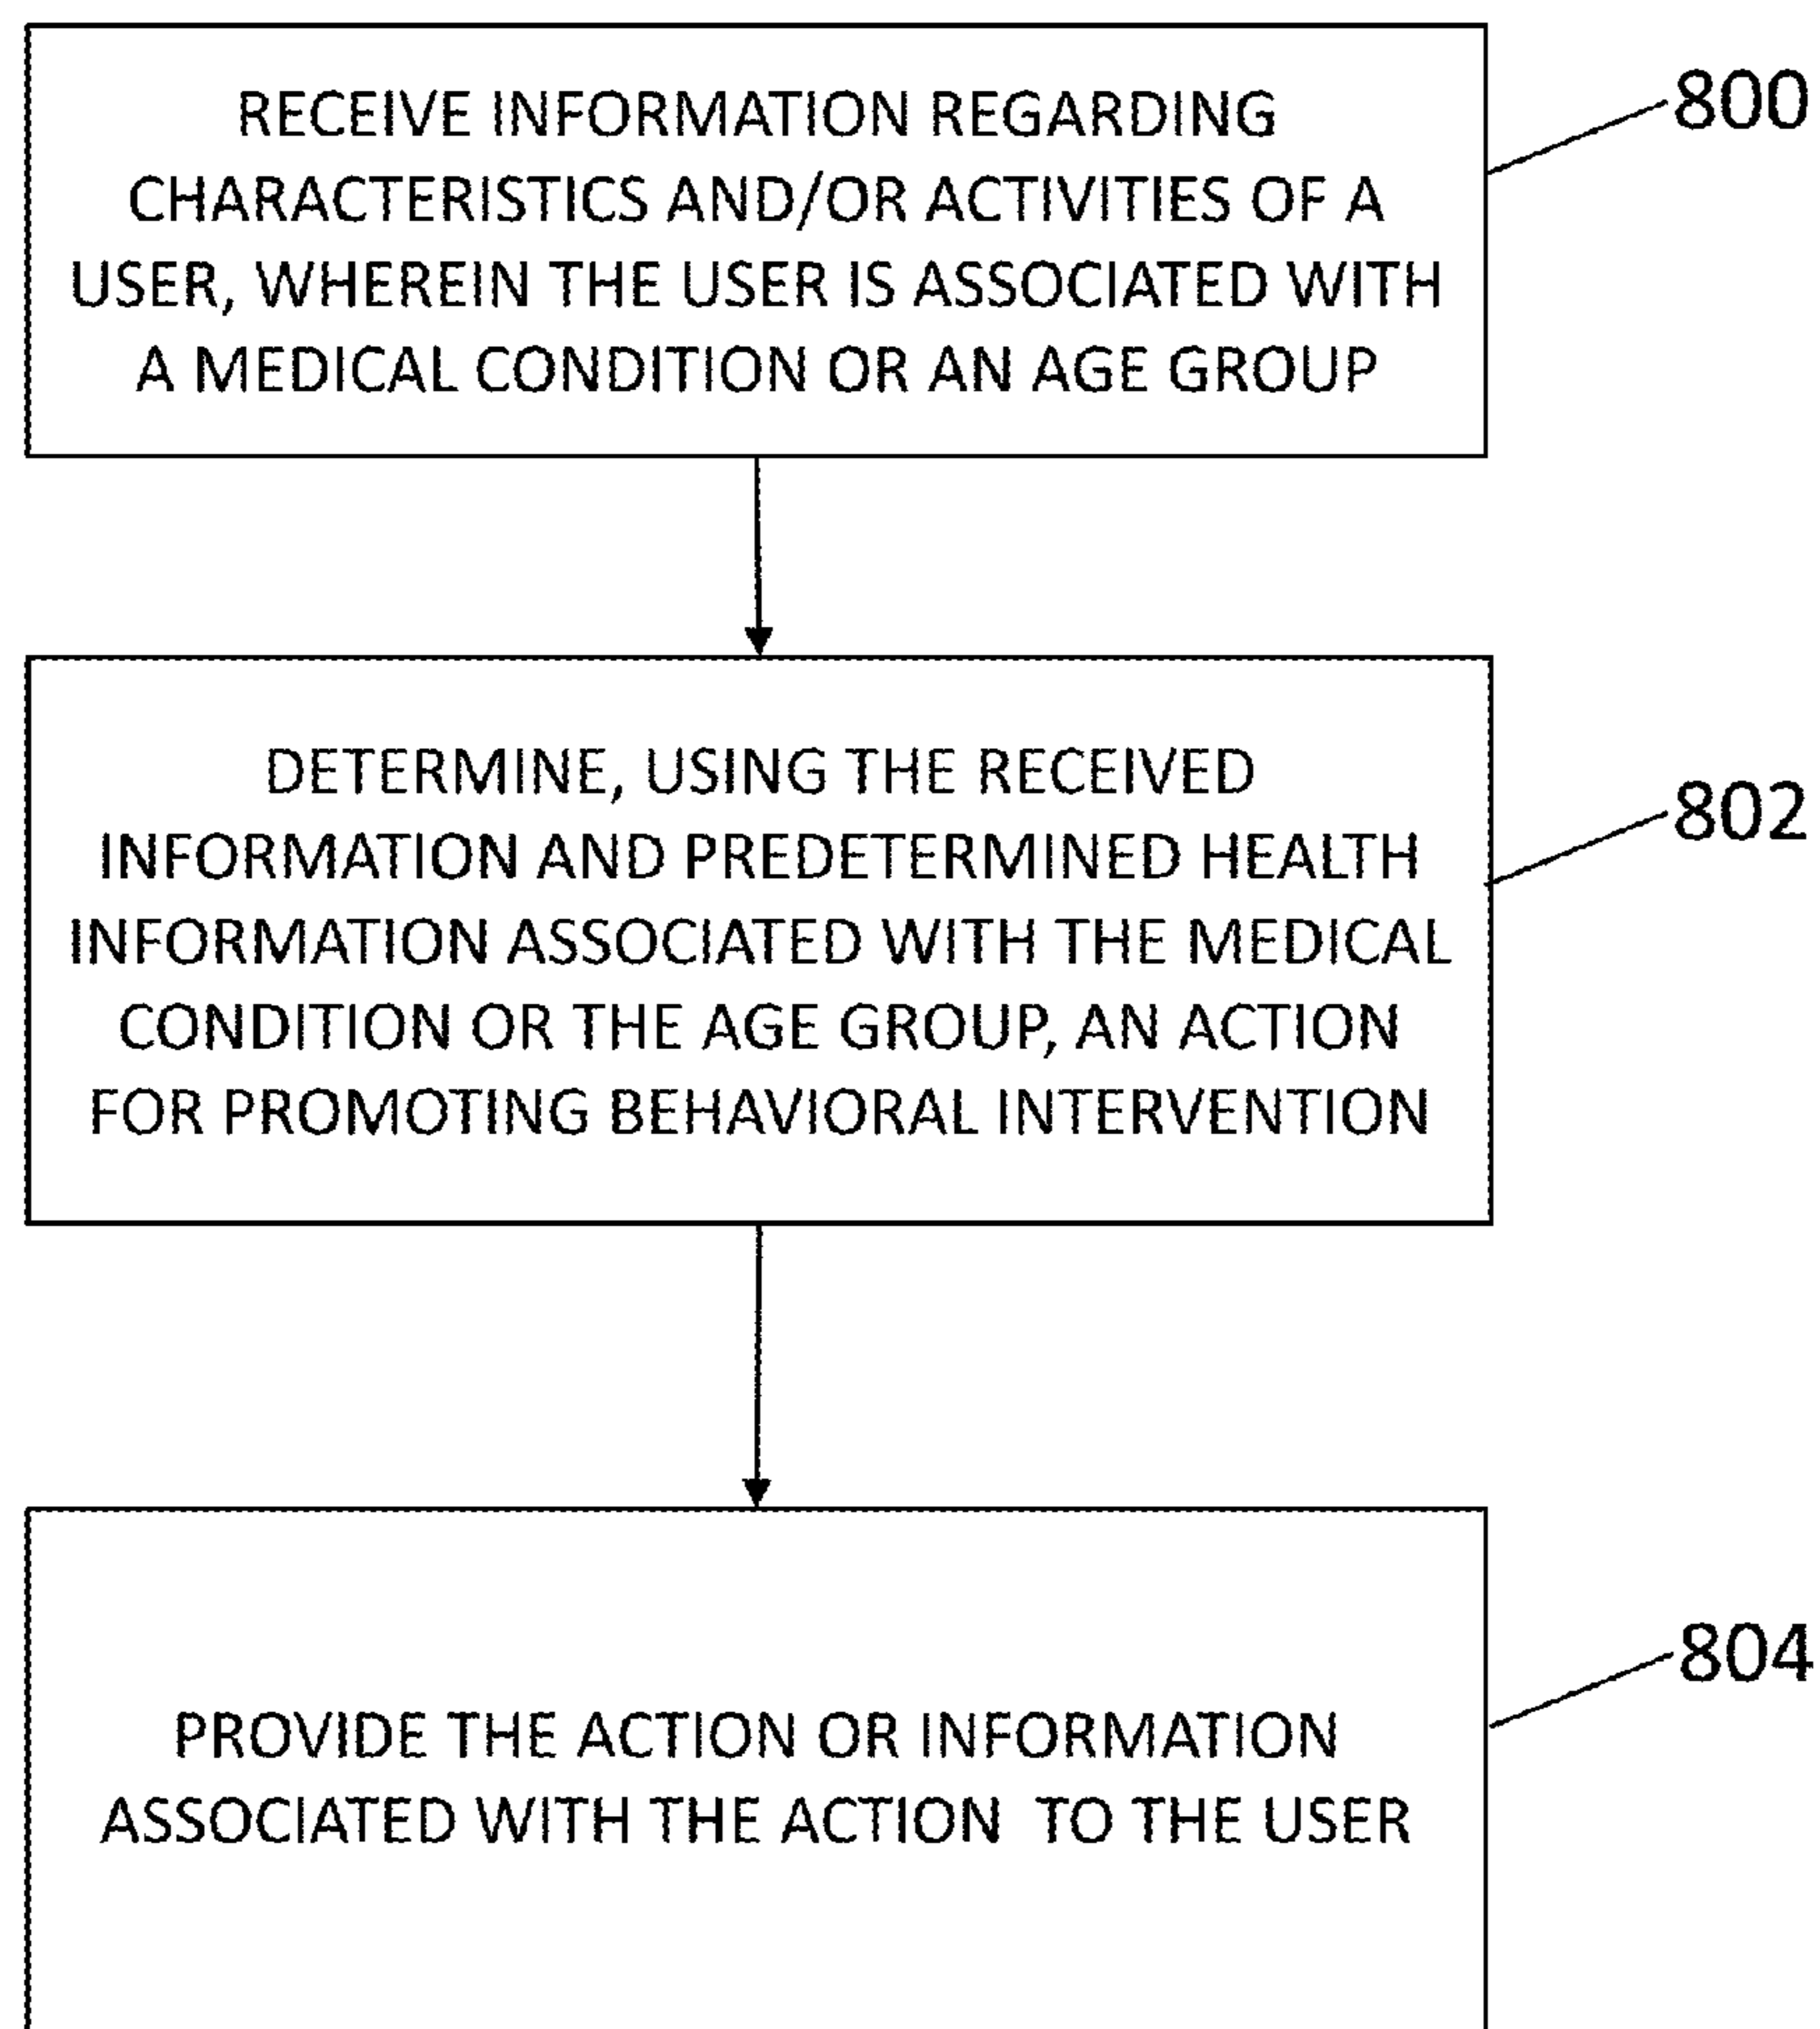 RECEIVE INFORMATION REGARDING
CHARACTERISTICS AND/OR ACTIVITIES OF A
USER, WHEREIN THE USER IS ASSOCIATED WITH
A MEDICAL CONDITION OR AN AGE GROUP
800
DETERMINE, USING THE RECEIVED
INFORMATION AND PREDETERMINED HEALTH
INFORMATION ASSOCIATED WITH THE MEDICAL
CONDITION OR THE AGE GROUP, AN ACTION
FOR PROMOTING BEHAVIORAL INTERVENTION
802
PROVIDE THE ACTION OR INFORMATION
ASSOCIATED WITH THE ACTION TO THE USER
804